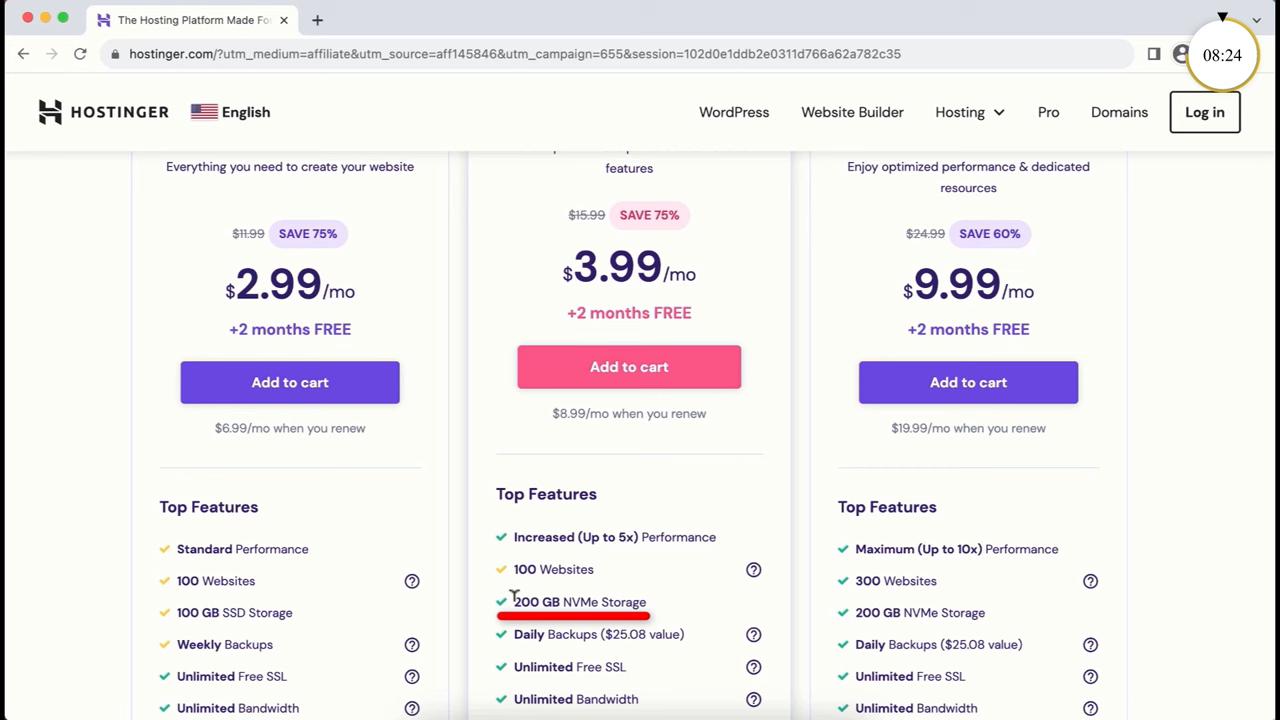 The Hosting Platform Made Fo
hostinger.com/?utm_medium=affiliate&utm_source=aff145846&utm_campaign=655&session=102d0e1ddb2e0311d766a62a782c35
08:24
HOSTINGER
English
WordPress
Website Builder
Hosting
Pro
Domains
Log in
Everything you need to create your website
$11.99 SAVE 75%
$2.99/mo
+2 months FREE
Add to cart
$6.99/mo when you renew
Top Features
Standard Performance
100 Websites
100 GB SSD Storage
Weekly Backups
Unlimited Free SSL
Unlimited Bandwidth
features
$15.99 SAVE 75%
$3.99/mo
+2 months FREE
Add to cart
$8.99/mo when you renew
Top Features
Increased (Up to 5x) Performance
100 Websites
200 GB NVMe Storage
Daily Backups ($25.08 value)
Unlimited Free SSL
Unlimited Bandwidth
Enjoy optimized performance & dedicated
resources
$24.99 SAVE 60%
$9.99/mo
+2 months FREE
Add to cart
$19.99/mo when you renew
Top Features
Maximum (Up to 10x) Performance
300 Websites
200 GB NVMe Storage
Daily Backups ($25.08 value)
Unlimited Free SSL
Unlimited Bandwidth